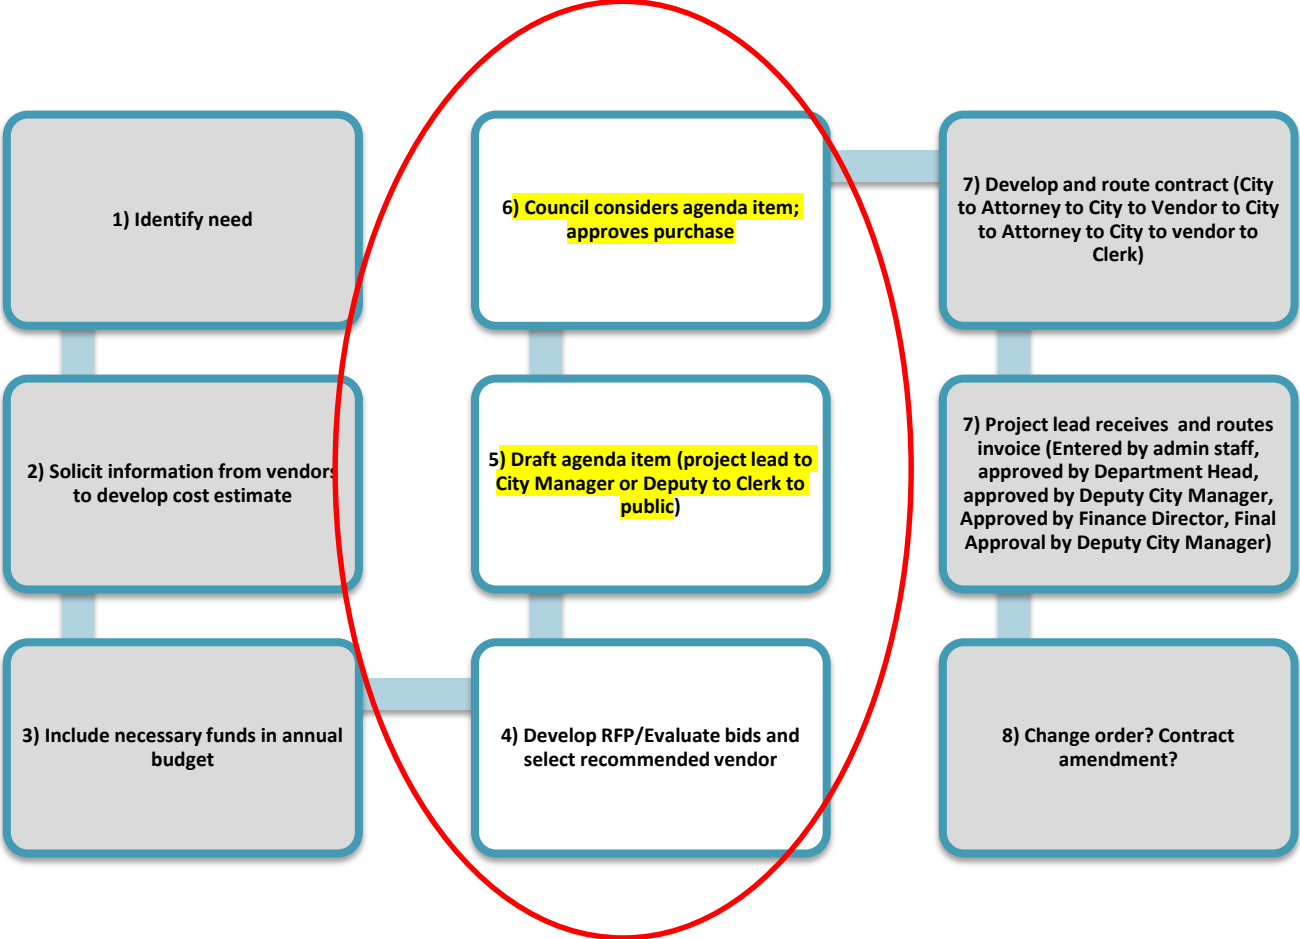 1) Identify need
2) Solicit information from vendors
to develop cost estimate
3) Include necessary funds in annual
budget
4) Develop RFP/Evaluate bids and
select recommended vendor
5) Draft agenda item (project lead to
City Manager or Deputy to Clerk to
public)
6) Council considers agenda item;
approves purchase
7) Develop and route contract (City
to Attorney to City to Vendor to City
to Attorney to City to vendor to
Clerk)
7) Project lead receives and routes
invoice (Entered by admin staff,
approved by Department Head,
approved by Deputy City Manager,
Approved by Finance Director, Final
Approval by Deputy City Manager)
8) Change order? Contract
amendment?